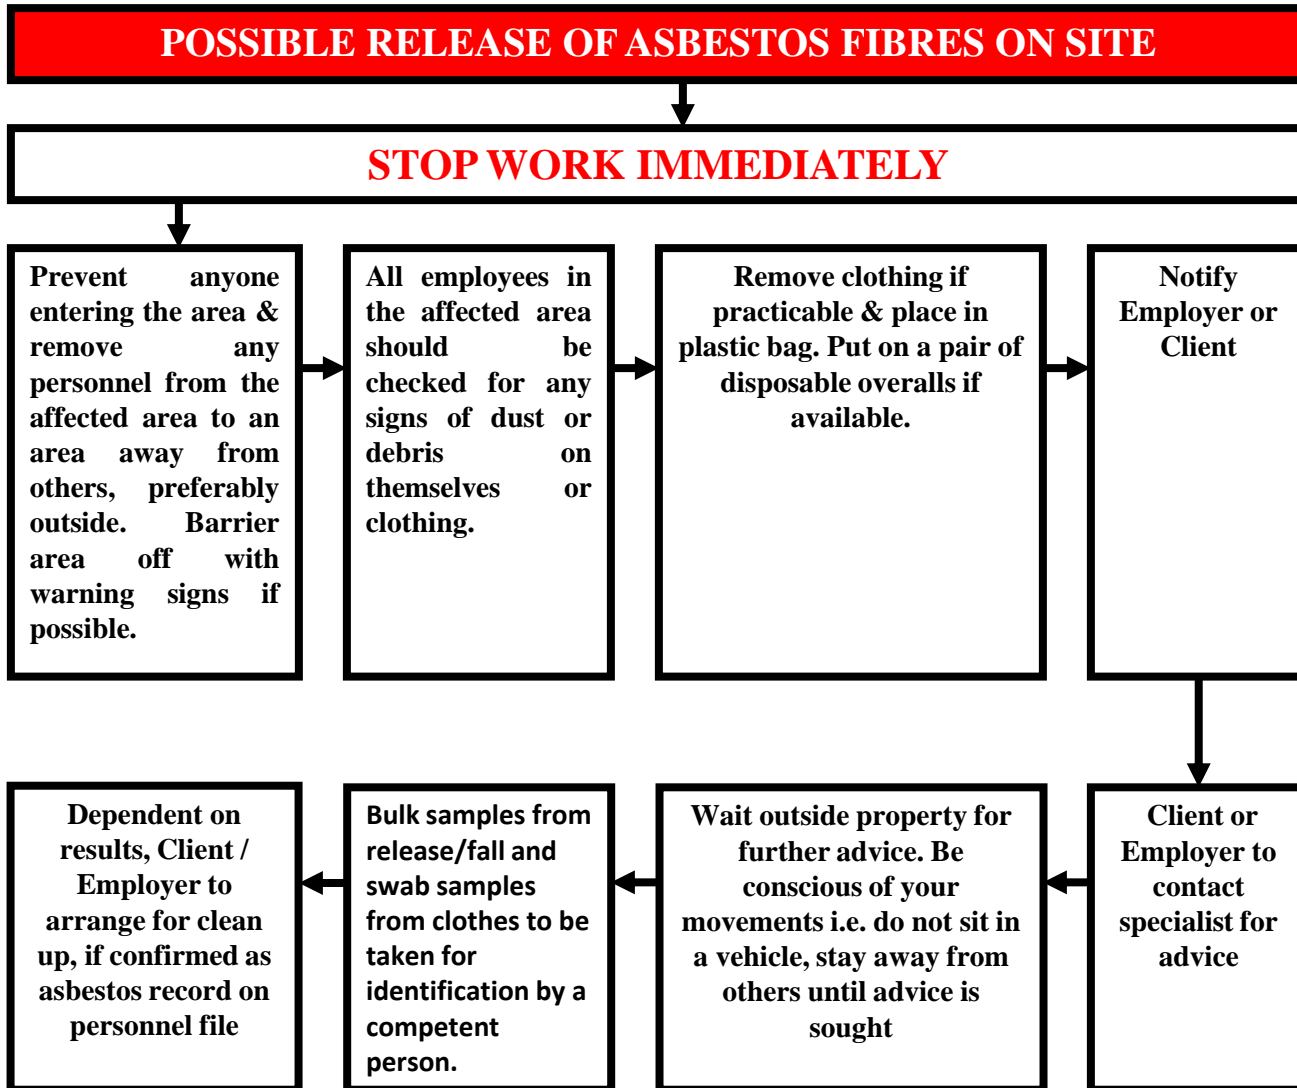 POSSIBLE RELEASE OF ASBESTOS FIBRES ON SITE
STOP WORK IMMEDIATELY
Prevent anyone
entering the area &
remove any
personnel from the
affected area to an
area away from
others, preferably
outside. Barrier
area off with
warning signs if
possible.
All employees in
the affected area
should be
checked for any
signs of dust or
debris on
themselves or
clothing.
Remove clothing if
practicable & place in
plastic bag. Put on a pair of
disposable overalls if
available.
Notify
Employer or
Client
Client or
Employer to
contact
specialist for
advice
Wait outside property for
further advice. Be
conscious of your
movements i.e. do not sit in
a vehicle, stay away from
others until advice is
sought
Bulk samples from
release/fall and
swab samples
from clothes to be
taken for
identification by a
competent
person.
Dependent on
results, Client /
Employer to
arrange for clean
up, if confirmed as
asbestos record on
personnel file